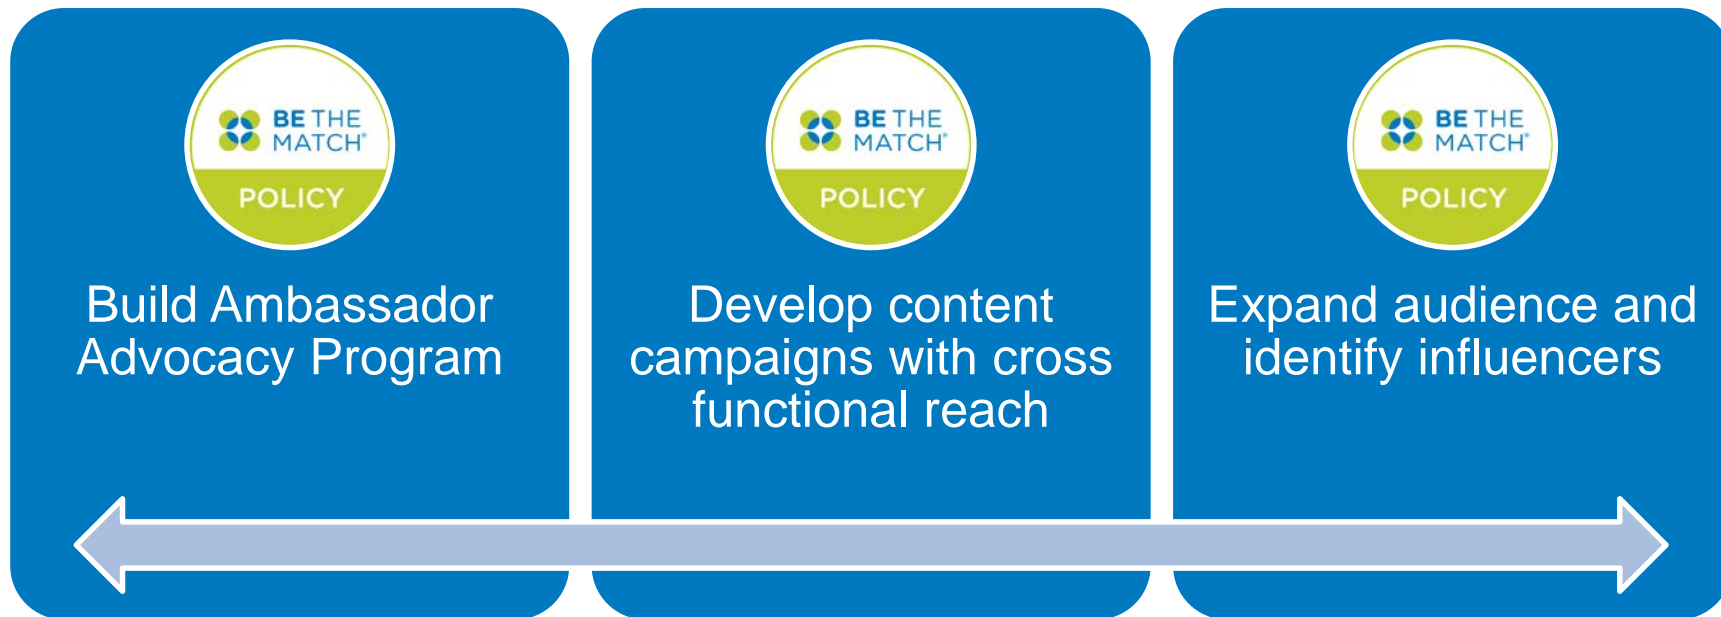 BE THE
MATCH®
POLICY
Build Ambassador
Advocacy Program
BE THE
MATCH®
POLICY
Develop content
campaigns with cross
functional reach
BE THE
MATCH®
POLICY
Expand audience and
identify influencers